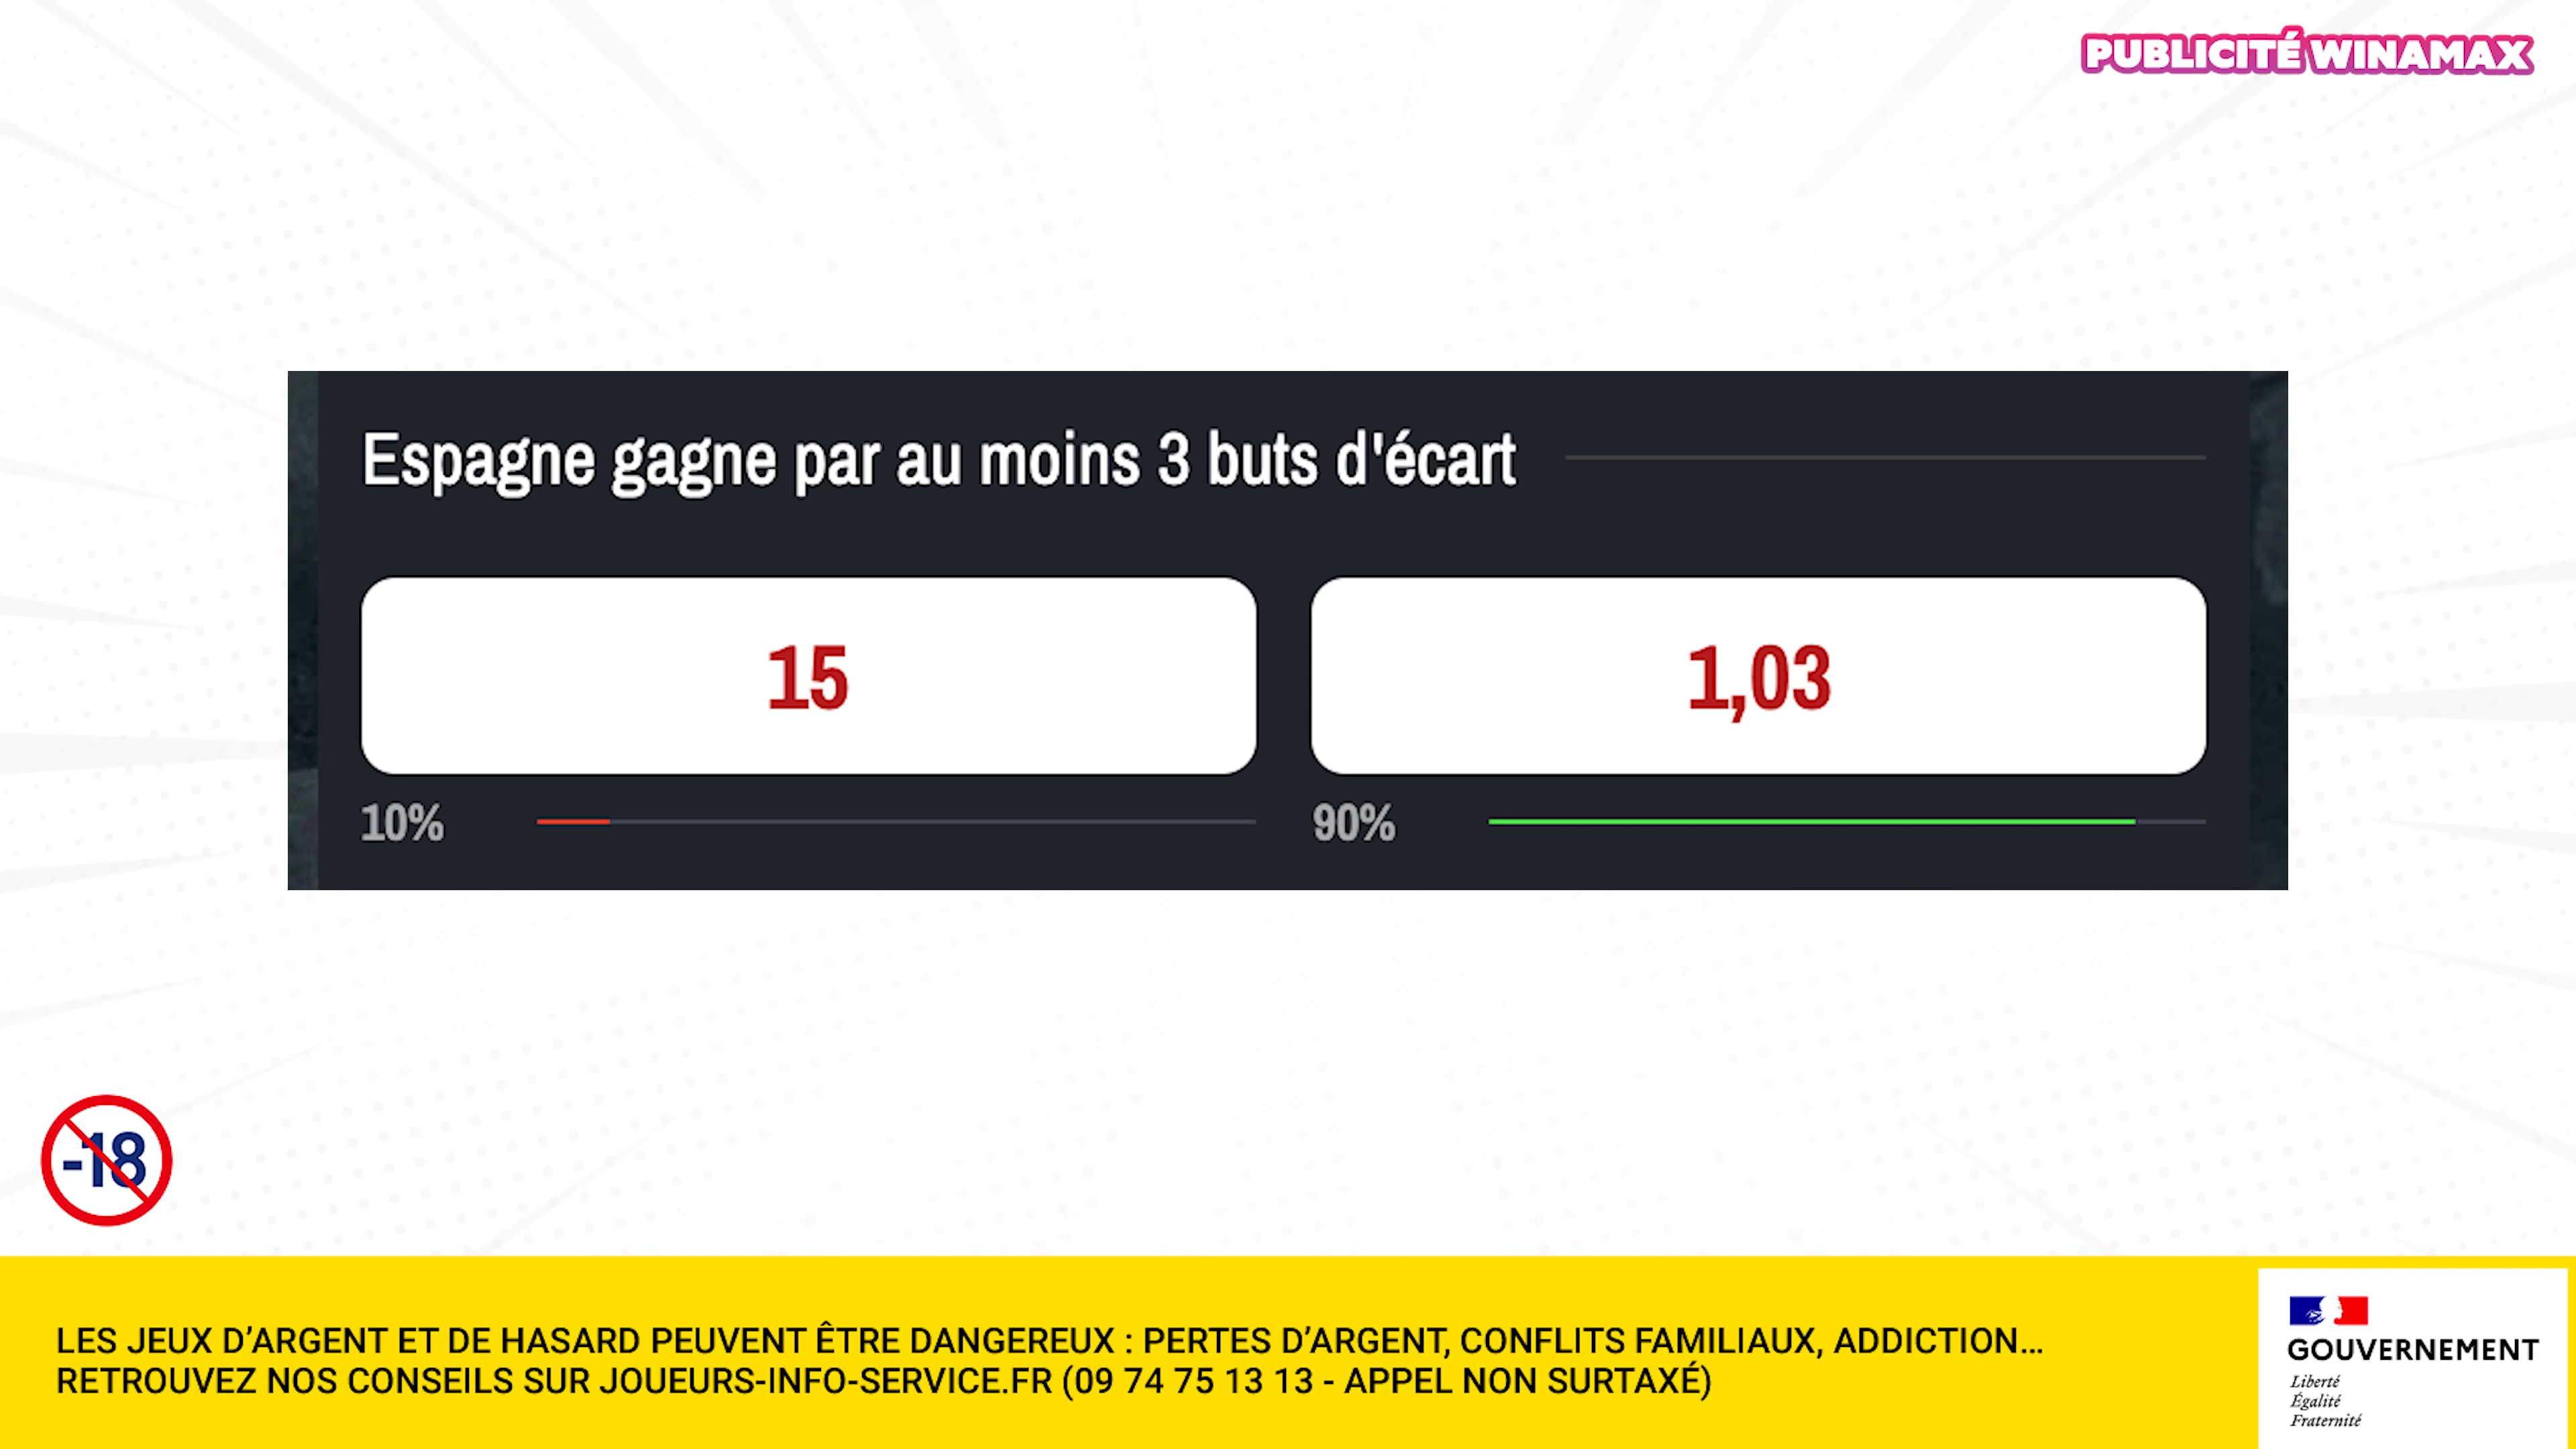 PUBLICITÉ WINAMAX
Espagne gagne par au moins 3 buts d'écart
15
1,03
10%
90%
-18
LES JEUX D’ARGENT ET DE HASARD PEUVENT ÊTRE DANGEREUX : PERTES D’ARGENT, CONFLITS FAMILIAUX, ADDICTION…
RETROUVEZ NOS CONSEILS SUR JOUEURS-INFO-SERVICE.FR (09 74 75 13 13 - APPEL NON SURTAXÉ)
GOUVERNEMENT
Liberté
Égalité
Fraternité